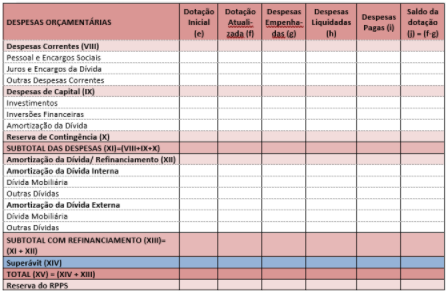 DESPESAS ORÇAMENTÁRIAS
Dotação Inicial (e)
Dotação Atuali-zada (f)
Despesas Empenha-das (g)
Despesas Liquidadas (h)
Despesas Pagas (i)
Saldo da dotação (j) = (f-g)
Despesas Correntes (VIII)
Pessoal e Encargos Sociais
Juros e Encargos da Dívida
Outras Despesas Correntes
Despesas de Capital (IX)
Investimentos
Inversões Financeiras
Amortização da Dívida
Reserva de Contingência (X)
SUBTOTAL DAS DESPESAS (XI)=(VIII+IX+X)
Amortização da Dívida/ Refinanciamento (XII)
Amortização da Dívida Interna
Dívida Mobiliária
Outras Dívidas
Amortização da Dívida Externa
Dívida Mobiliária
Outras Dívidas
SUBTOTAL COM REFINANCIAMENTO (XIII)=
(XI + XII)
Superávit (XIV)
TOTAL (XV) = (XIV + XIII)
Reserva do RPPS